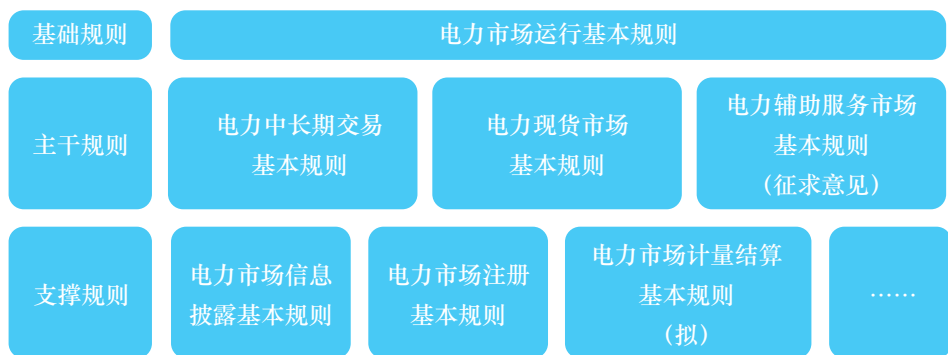 基础规则
电力市场运行基本规则
主干规则
电力中长期交易
基本规则
电力现货市场
基本规则
电力辅助服务市场
基本规则
（征求意见）
支撑规则
电力市场信息
披露基本规则
电力市场注册
基本规则
电力市场计量结算
基本规则
（拟）
……